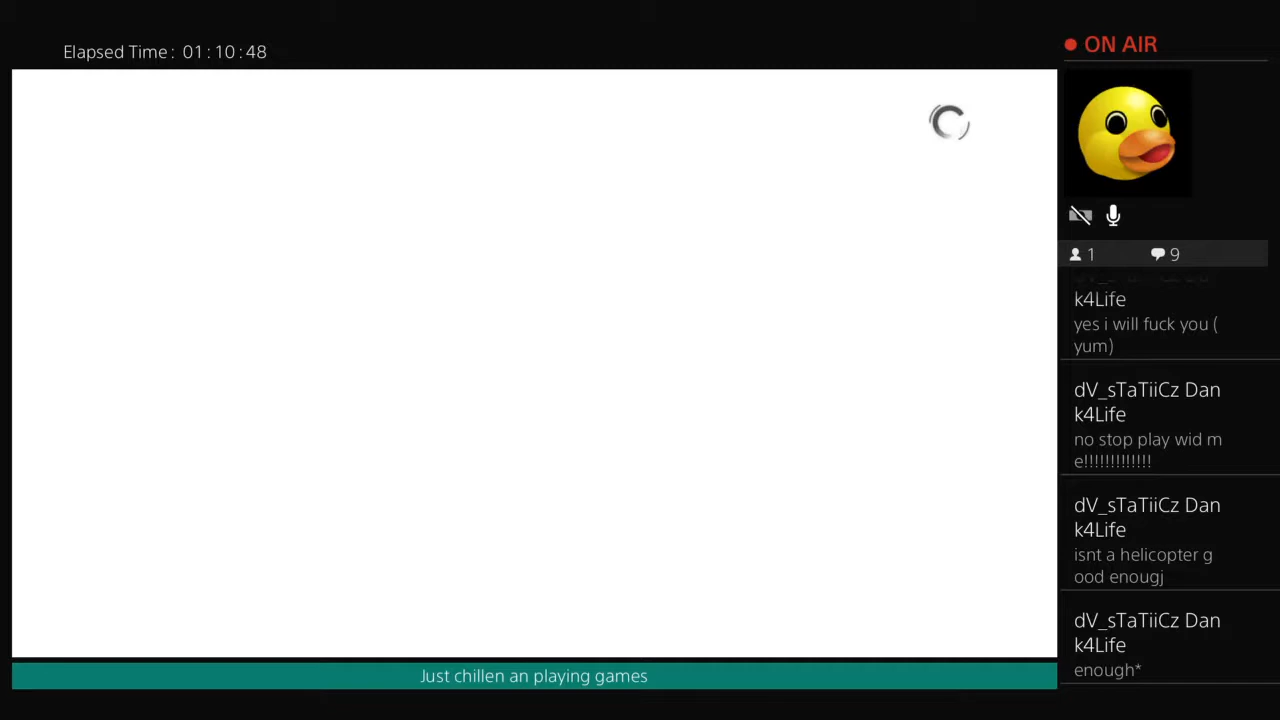 Elapsed Time: 01:10:48
ON AIR
1
9
k4Life
yes i will fuck you (
yum)
dV_sTaTiiCz Dan
k4Life
no stop play wid m
e!!!!!!!!!!!!!
dV_sTaTiiCz Dan
k4Life
isnt a helicopter g
ood enougj
dV_sTaTiiCz Dan
k4Life
enough*
Just chillen an playing games